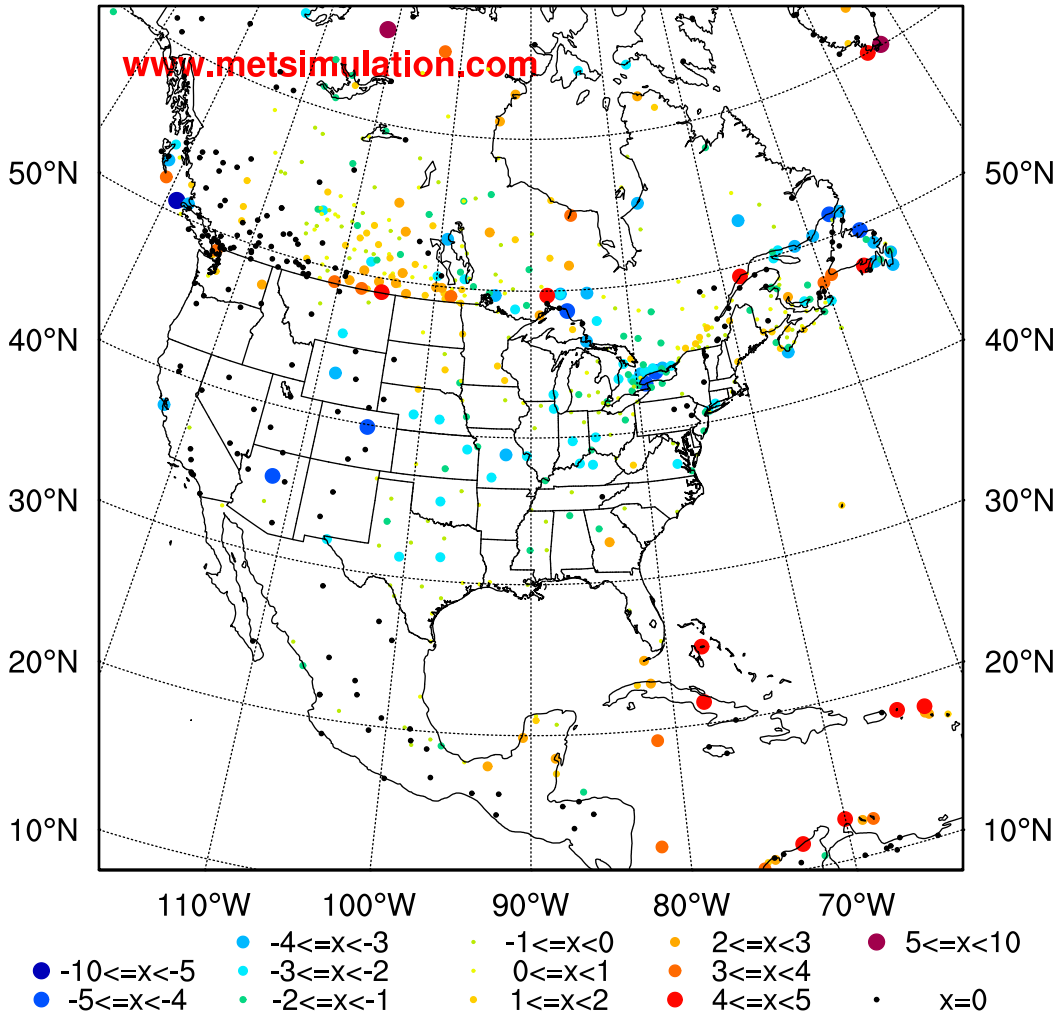 www.metsimulation.com
50°N 50°N
40°N 40°N
30°N 30°N
20°N 20°N
10°N 10°N
110°W 100°W 90°W 80°W 70°W
-4<=x<-3 -1<=x<0 2<=x<3 5<=x<10
-10<=x<-5 -3<=x<-2 0<=x<1 3<=x<4
-5<=x<-4 -2<=x<-1 1<=x<2 4<=x<5 x=0